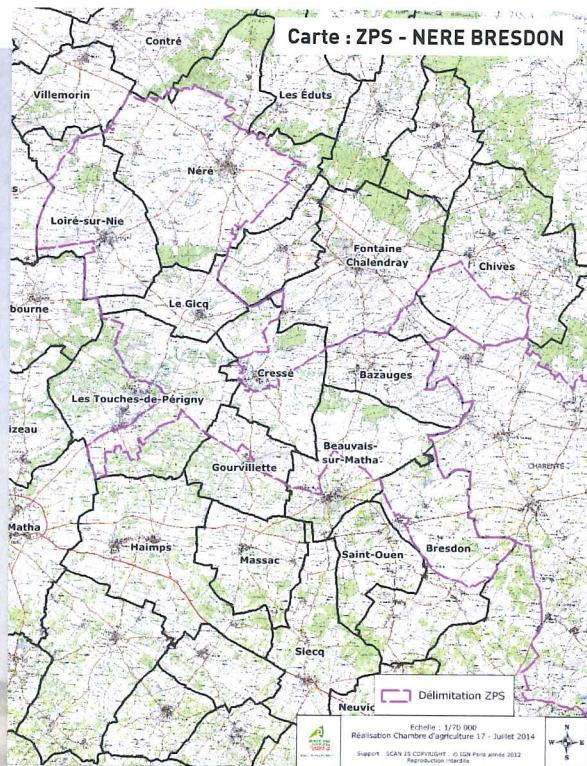 Carte : ZPS - NERE BRESDON
Contré
Villemorin
Les Éduts
Néré
Loiré-sur-Nie
Fontaine
Chalendray
Chives
Le Gicq
bourne
Cressé
Bazauges
Les Touches-de-Périgny
izeau
Beauvais-
sur-Matha
Gourvillette
CHARENTE
Matha
Haimps
Massac
Saint-Ouen
Bresdon
Siecq
Neuvic
Délimitation ZPS
Echelle : 1/70 000
Réalisation Chambre d'agriculture 17 - Juillet 2014
Support : SCAN 25 COPYRIGHT : © IGN Paris année 2012
Reproduction interdite
N
W
E
S